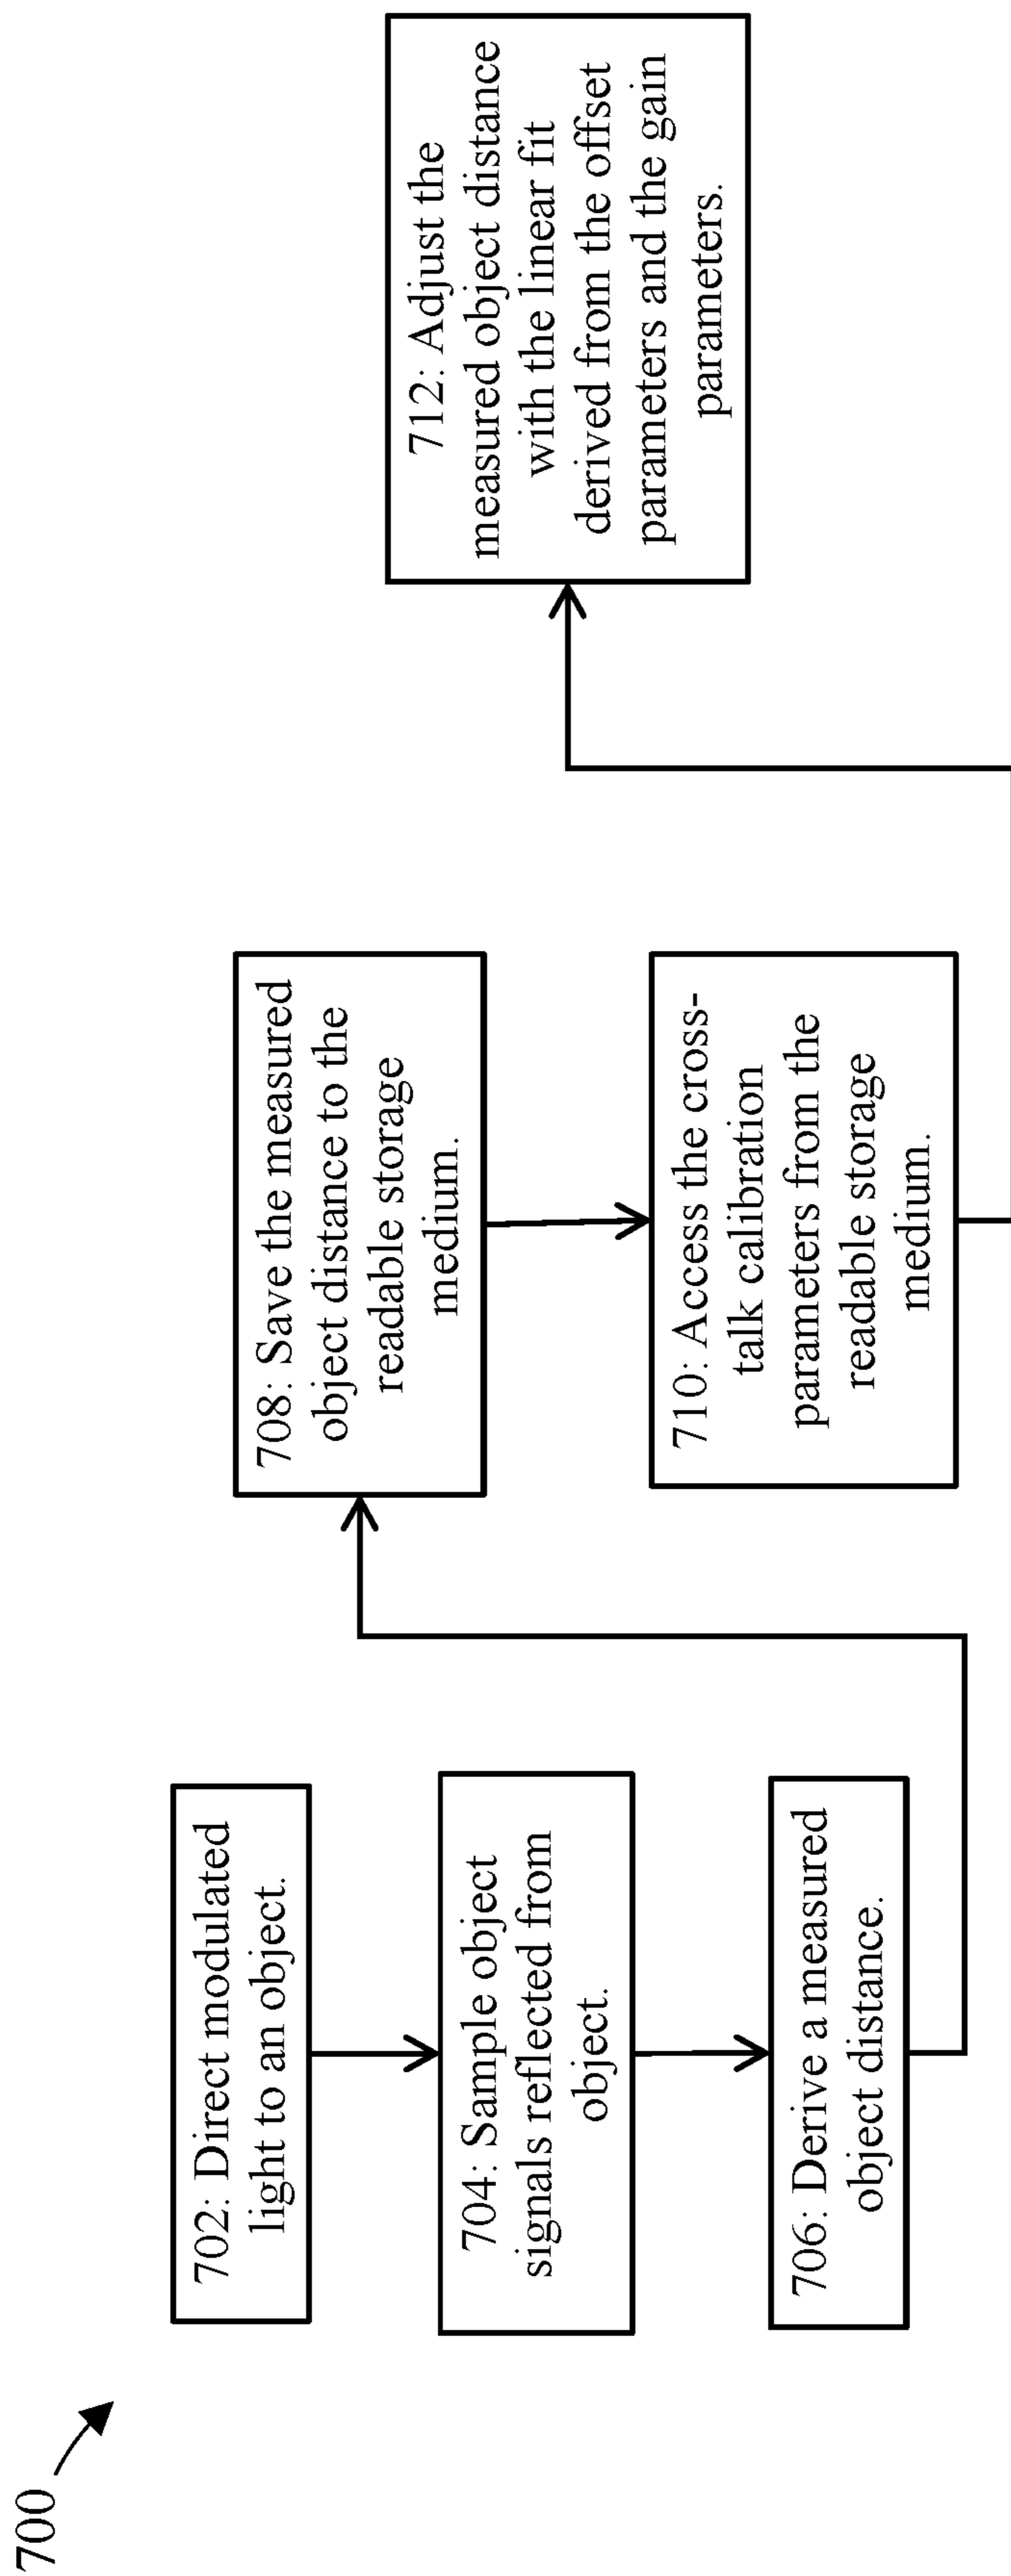 700
702: Direct modulated
light to an object.
704: Sample object
signals reflected from
object.
706: Derive a measured
object distance.
708: Save the measured
object distance to the
readable storage
medium.
710: Access the cross-
talk calibration
parameters from the
readable storage
medium.
712: Adjust the
measured object distance
with the linear fit
derived from the offset
parameters and the gain
parameters.